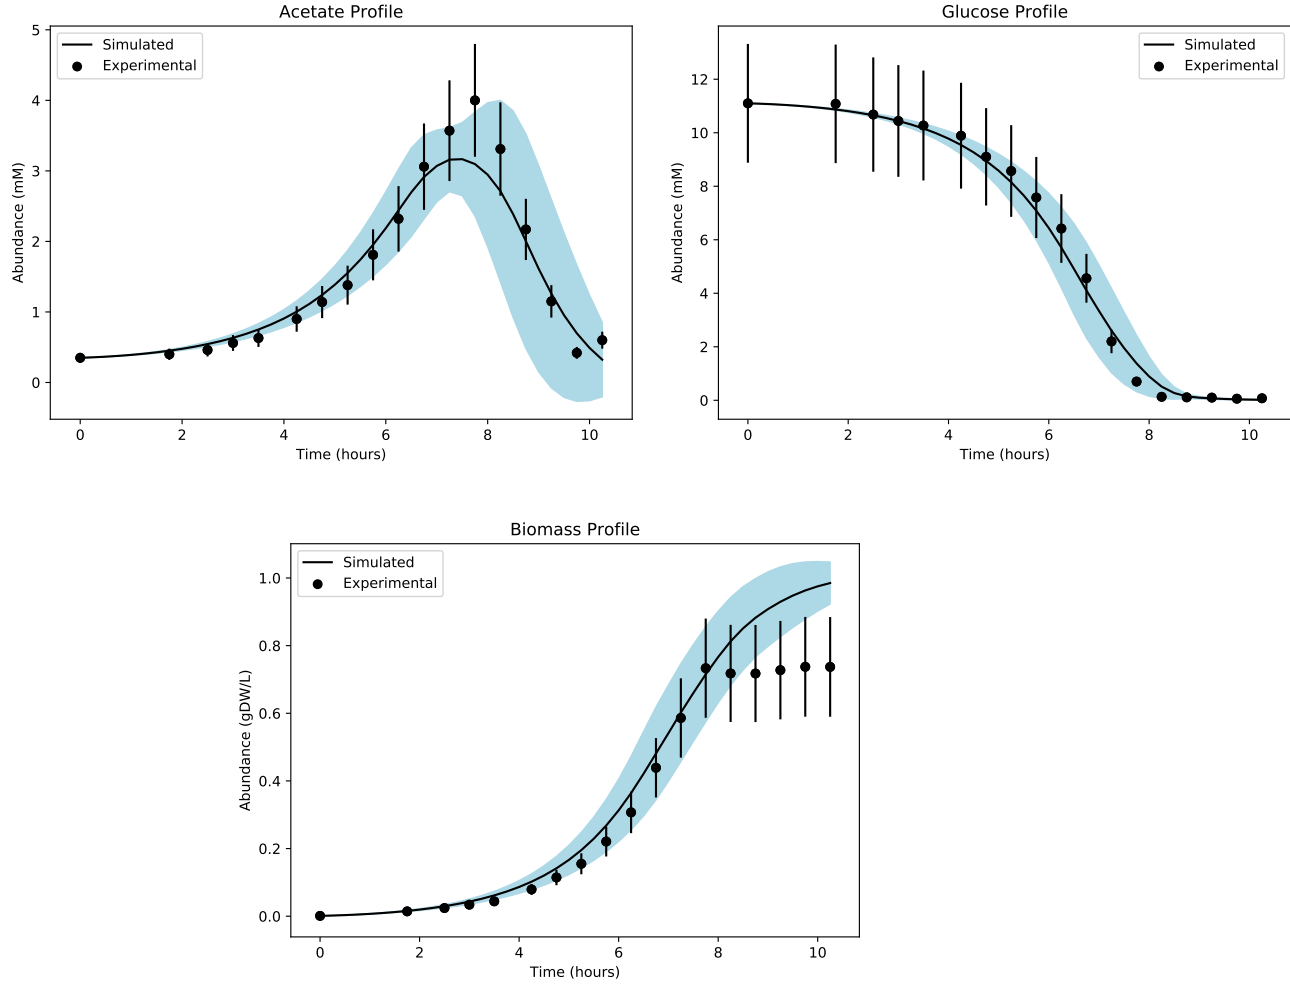 Acetate Profile
Glucose Profile
Simulated
Experimental
Simulated
Experimental
Abundance (mM)
5
4
3
2
1
0
0 2 4 6 8 10
Time (hours)
Abundance (mM)
12
10
8
6
4
2
0
0 2 4 6 8 10
Time (hours)
Biomass Profile
Simulated
Experimental
Abundance (gDW/L)
1.0
0.8
0.6
0.4
0.2
0.0
0 2 4 6 8 10
Time (hours)